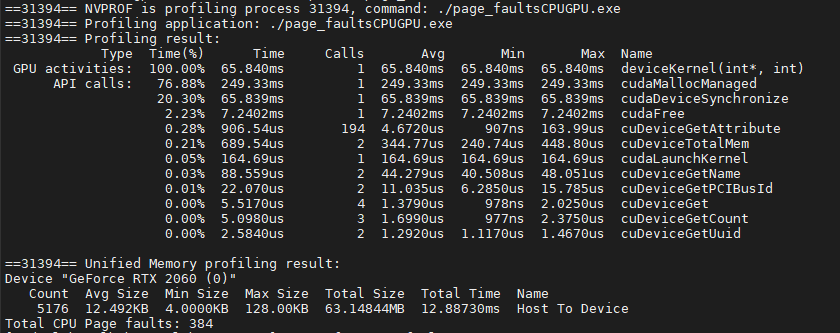 ==31394== NVPROF is profiling process 31394, command: ./page_faultsCPUGPU.exe
==31394== Profiling application: ./page_faultsCPUGPU.exe
==31394== Profiling result:
Type Time(%) Time Calls Avg Min Max Name
GPU activities: 100.00% 65.840ms 1 65.840ms 65.840ms 65.840ms deviceKernel(int*, int)
API calls: 76.88% 249.33ms 1 249.33ms 249.33ms 249.33ms cudaMallocManaged
20.30% 65.839ms 1 65.839ms 65.839ms 65.839ms cudaDeviceSynchronize
2.23% 7.2402ms 1 7.2402ms 7.2402ms 7.2402ms cudaFree
0.28% 906.54us 194 4.6720us 907ns 163.99us cuDeviceGetAttribute
0.21% 689.54us 2 344.77us 240.74us 448.80us cuDeviceTotalMem
0.05% 164.69us 1 164.69us 164.69us 164.69us cudaLaunchKernel
0.03% 88.559us 2 44.279us 40.508us 48.051us cuDeviceGetName
0.01% 22.070us 2 11.035us 6.2850us 15.785us cuDeviceGetPCIBusId
0.00% 5.5170us 4 1.3790us 978ns 2.0250us cuDeviceGet
0.00% 5.0980us 3 1.6990us 977ns 2.3750us cuDeviceGetCount
0.00% 2.5840us 2 1.2920us 1.1170us 1.4670us cuDeviceGetUuid
==31394== Unified Memory profiling result:
Device "GeForce RTX 2060 (0)"
Count Avg Size Min Size Max Size Total Size Total Time Name
5176 12.492KB 4.0000KB 128.00KB 63.14844MB 12.88730ms Host To Device
Total CPU Page faults: 384